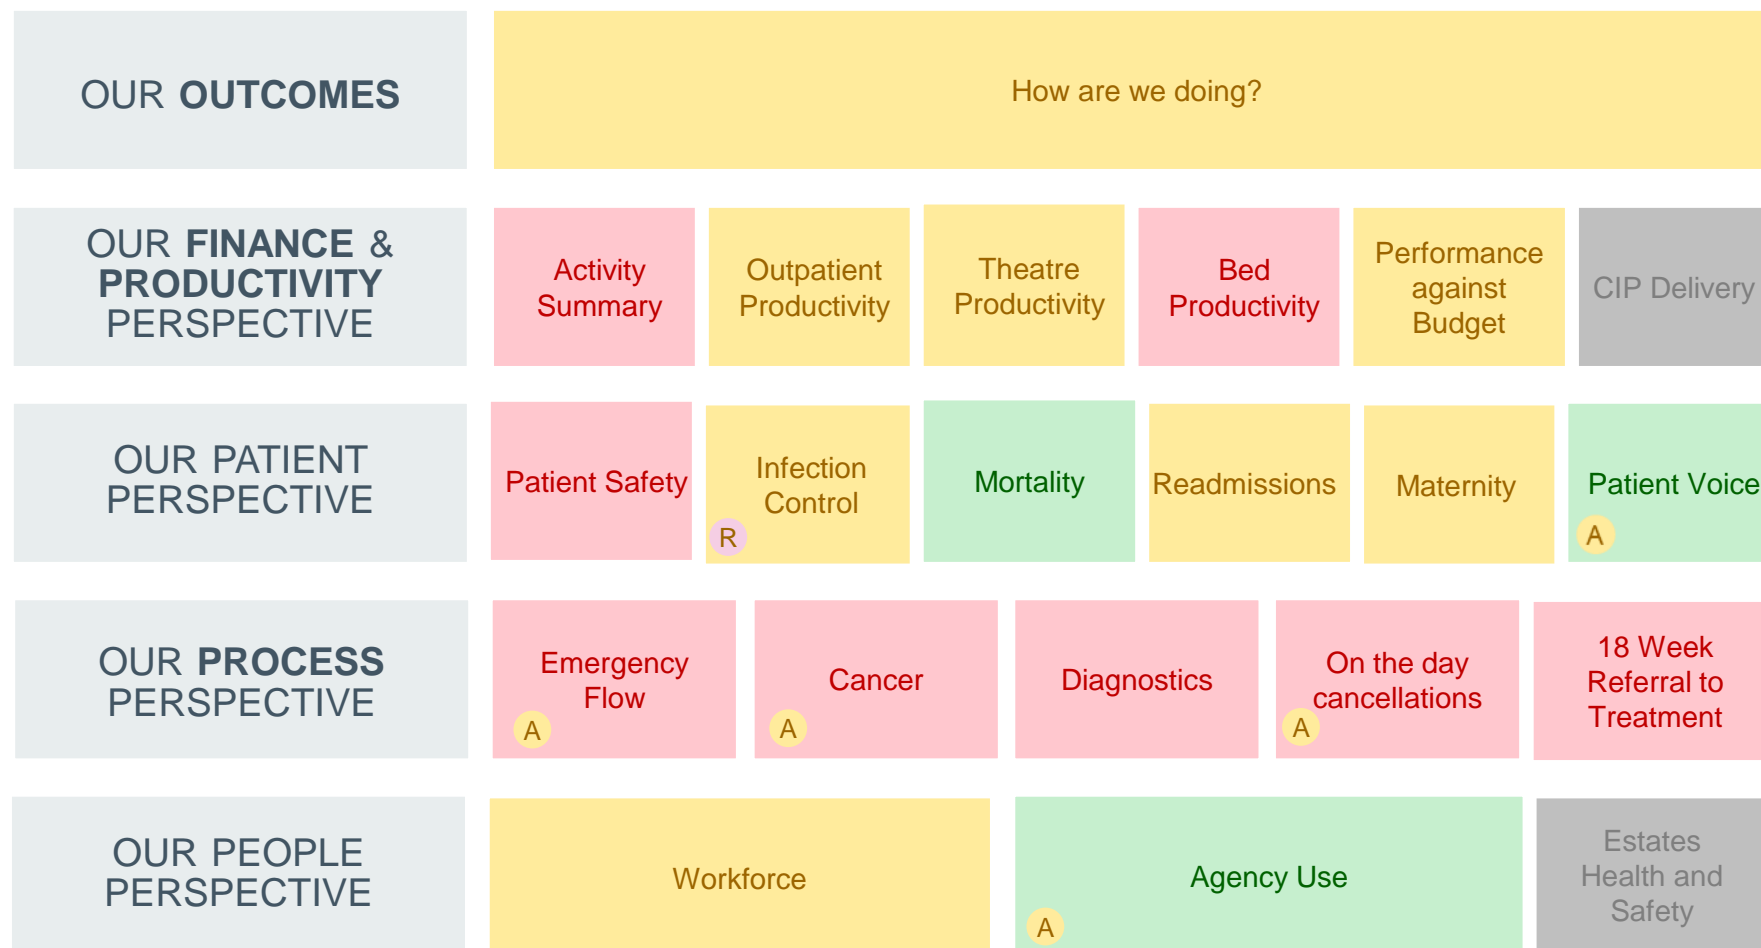 OUR OUTCOMES
How are we doing?
OUR FINANCE &
PRODUCTIVITY
PERSPECTIVE
Activity
Summary
Outpatient
Productivity
Theatre
Productivity
Bed
Productivity
Performance
against
Budget
CIP Delivery
OUR PATIENT
PERSPECTIVE
Patient Safety
Infection
Control
R
Mortality
Readmissions
Maternity
Patient Voice
A
OUR PROCESS
PERSPECTIVE
Emergency
Flow
A
Cancer
A
Diagnostics
On the day
cancellations
A
18 Week
Referral to
Treatment
OUR PEOPLE
PERSPECTIVE
Workforce
Agency Use
A
Estates
Health and
Safety